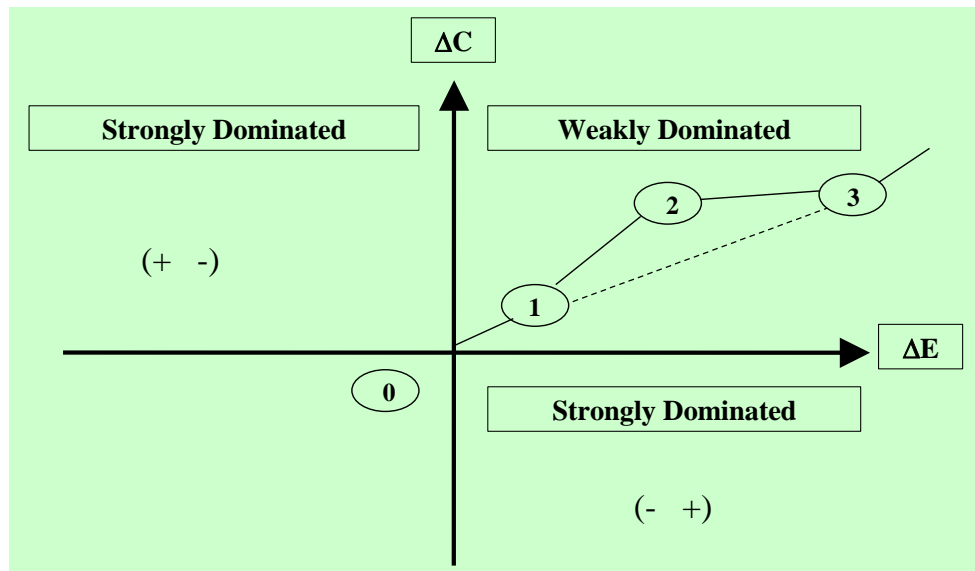 ΔC
Strongly Dominated
Weakly Dominated
2
3
(+ -)
1
ΔE
0
Strongly Dominated
(- +)